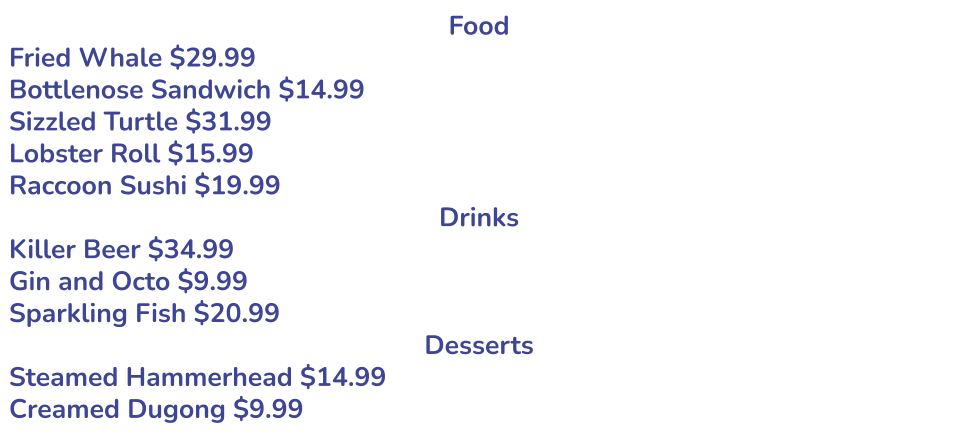 Food
Fried Whale $29.99
Bottlenose Sandwich $14.99
Sizzled Turtle $31.99
Lobster Roll $15.99
Raccoon Sushi $19.99
Drinks
Killer Beer $34.99
Gin and Octo $9.99
Sparkling Fish $20.99
Desserts
Steamed Hammerhead $14.99
Creamed Dugong $9.99